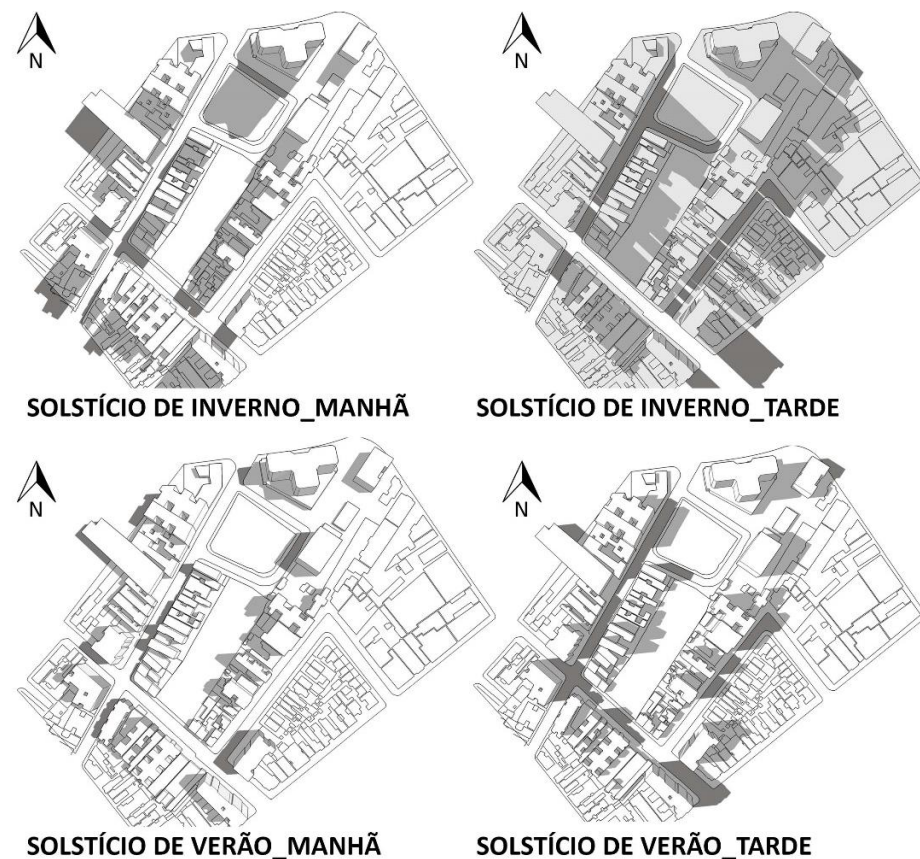 N
N
SOLSTÍCIO DE INVERNO_MANHÃ
SOLSTÍCIO DE INVERNO_TARDE
N
N
SOLSTÍCIO DE VERÃO_MANHÃ
SOLSTÍCIO DE VERÃO_TARDE